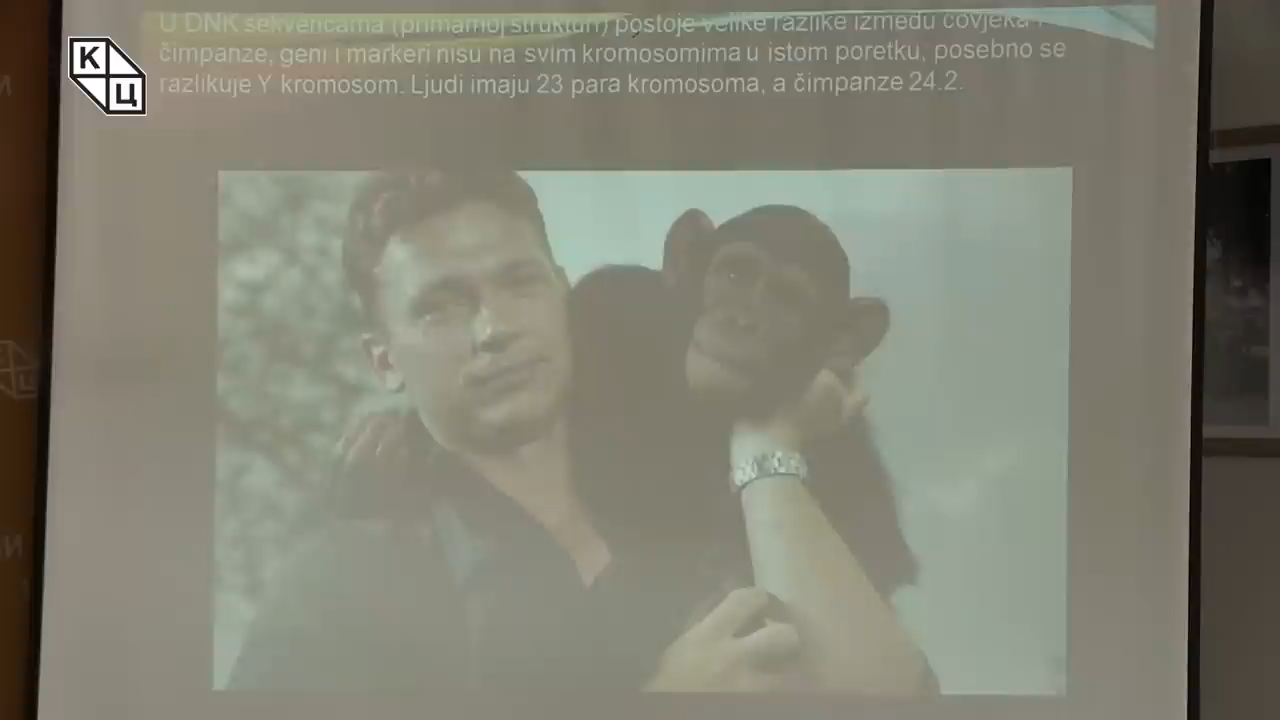 U DNK sekvencama (primarnoj strukturi) postoje velike razlike između čovjeka i
čimpanze, geni i markeri nisu na svim kromosomima u istom poretku, posebno se
razlikuje Y kromosom. Ljudi imaju 23 para kromosoma, a čimpanze 24.2.
К
Ц